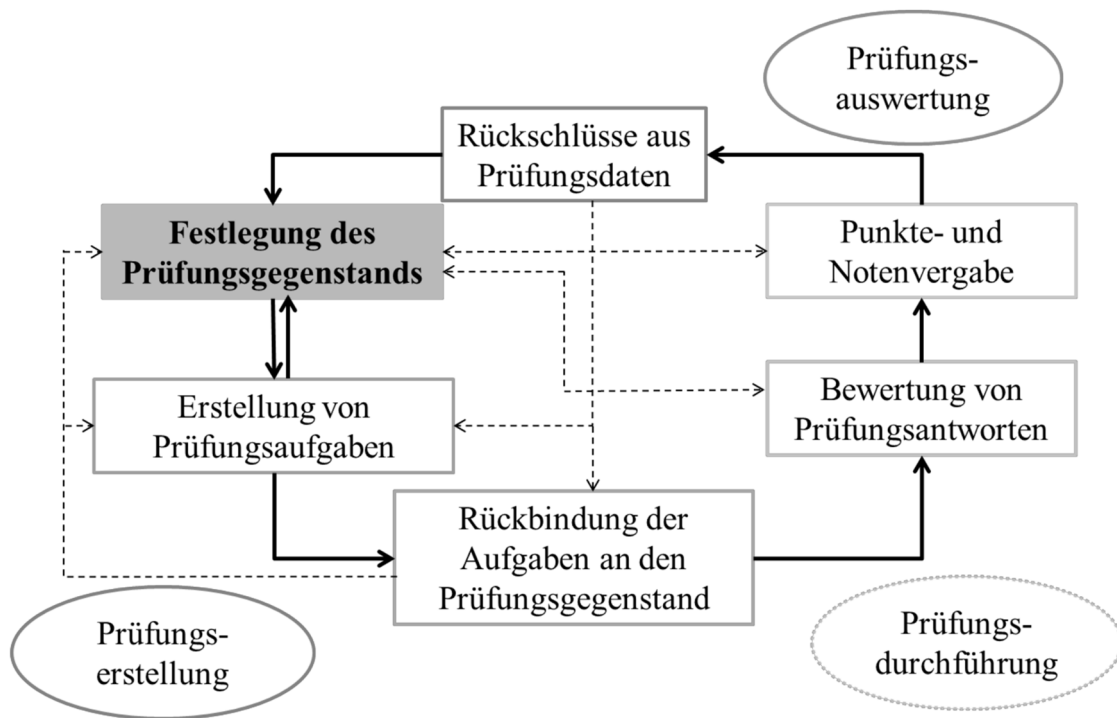 Prüfungs-
auswertung
Rückschlüsse aus
Prüfungsdaten
Festlegung des
Prüfungsgegenstands
Punkte- und
Notenvergabe
Erstellung von
Prüfungsaufgaben
Bewertung von
Prüfungsantworten
Rückbindung der
Aufgaben an den
Prüfungsgegenstand
Prüfungs-
erstellung
Prüfungs-
durchführung